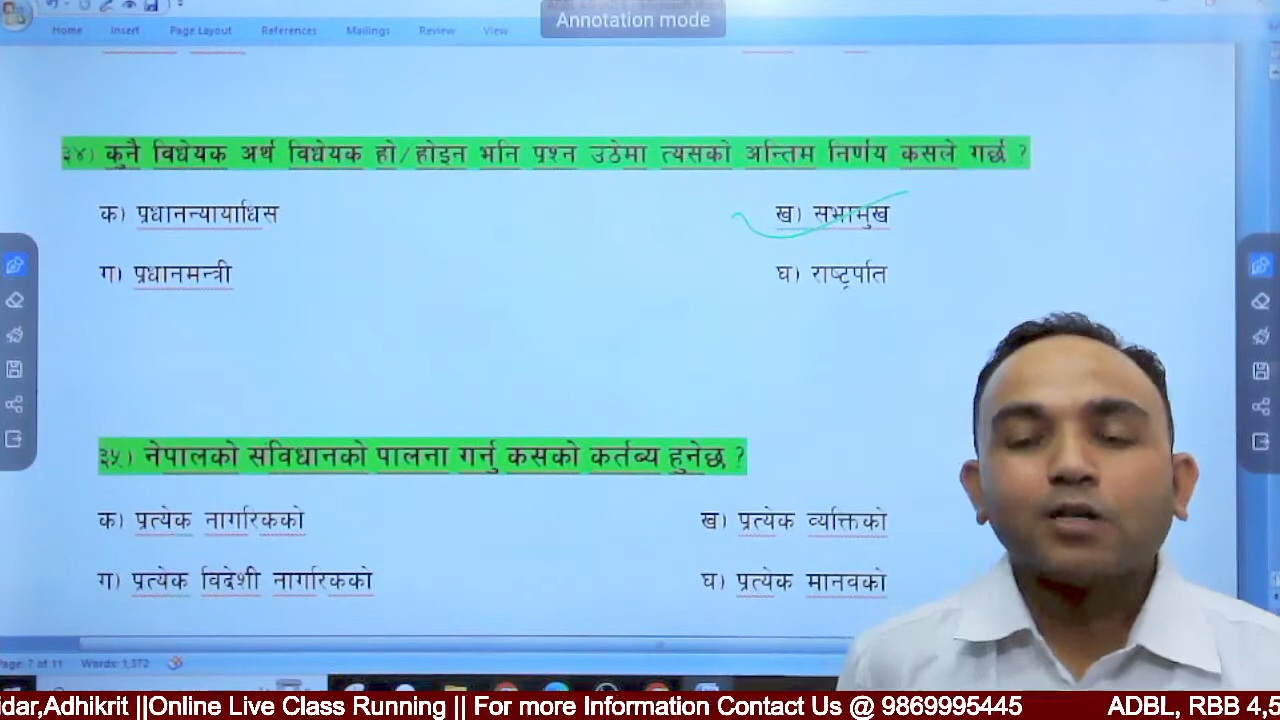 Annotation mode
Home Insert Page Layout References Mailings Review View
३४) कुनै विधेयक अर्थ विधेयक हो/होइन भनि प्रश्न उठेमा त्यसको अन्तिम निर्णय कसले गर्छ ?
क) प्रधानन्यायाधिस
ख) सभामुख
ग) प्रधानमन्त्री
घ) राष्ट्रपति
३५) नेपालको संविधानको पालना गर्नु कसको कर्तब्य हुनेछ ?
क) प्रत्येक नागरिकको
ख) प्रत्येक व्यक्तिको
ग) प्रत्येक विदेशी नागरिकको
घ) प्रत्येक मानवको
Page: 7 of 11 Words: 1,572
idar,Adhikrit ||Online Live Class Running || For more Information Contact Us @ 9869995445 ADBL, RBB 4,5